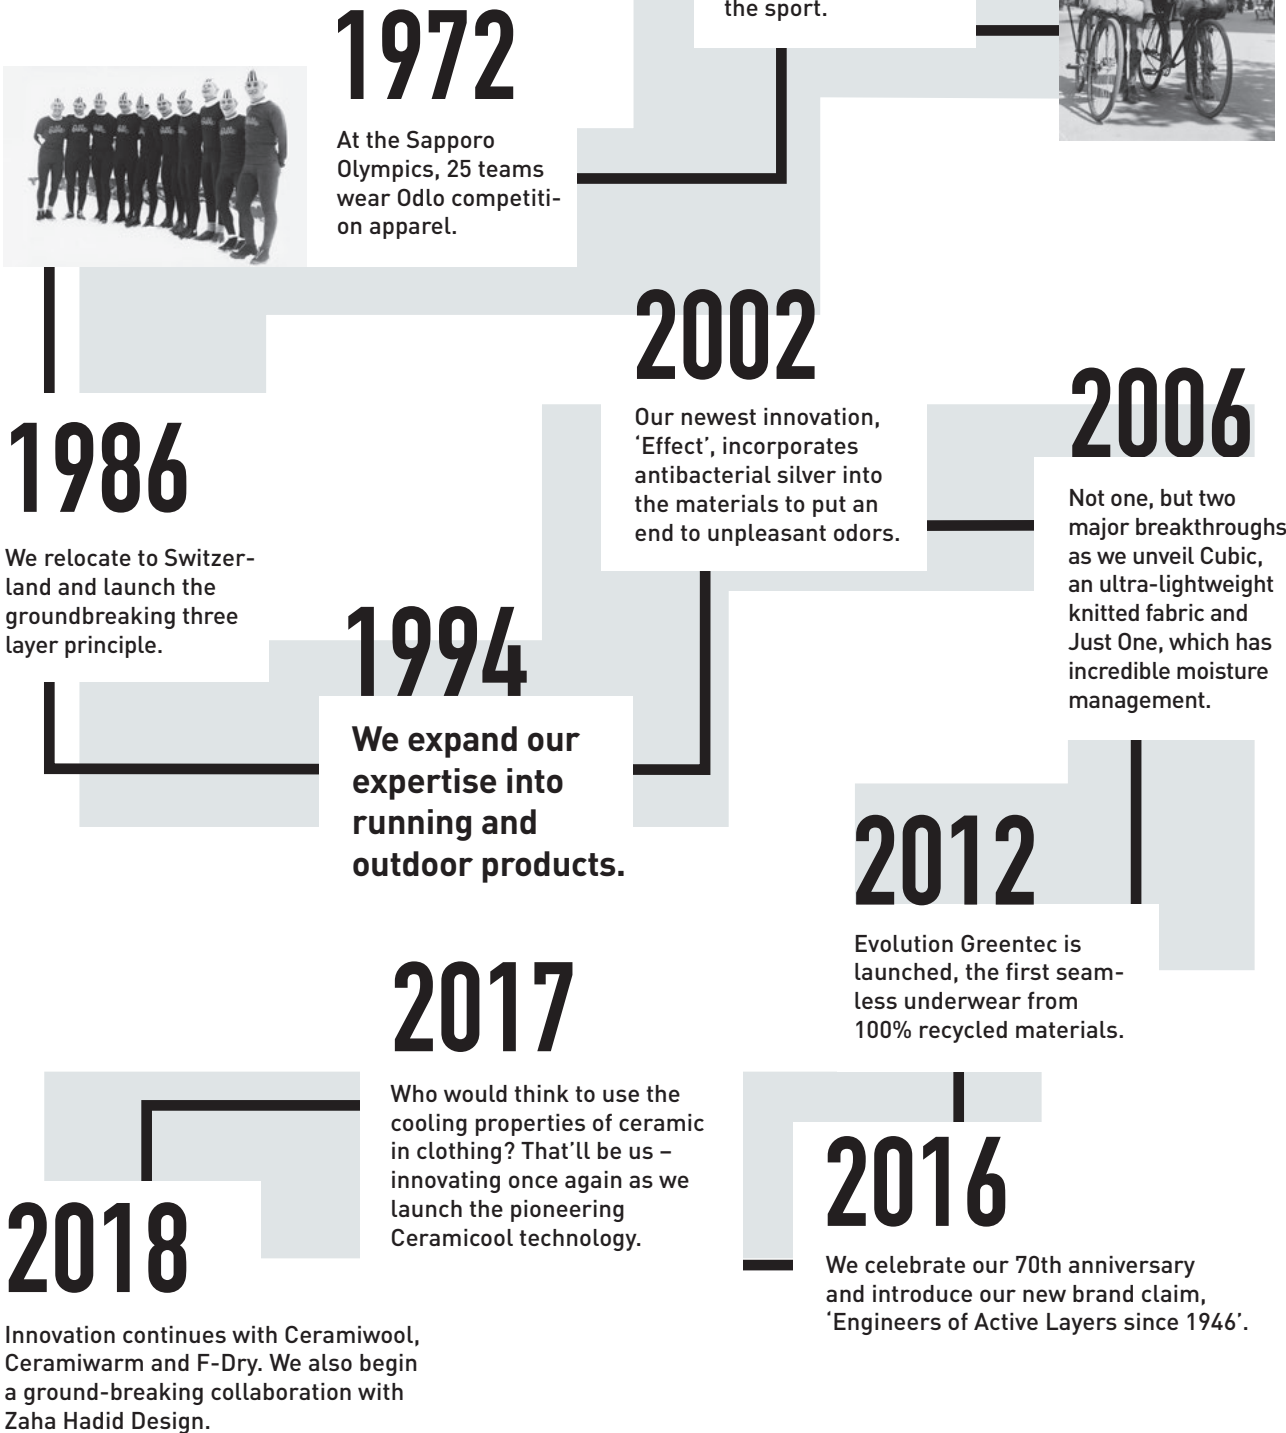 the sport.
1972
At the Sapporo
Olympics, 25 teams
wear Odlo competiti-
on apparel.
1986
We relocate to Switzer-
land and launch the
groundbreaking three
layer principle.
1994
We expand our
expertise into
running and
outdoor products.
2002
Our newest innovation,
‘Effect’, incorporates
antibacterial silver into
the materials to put an
end to unpleasant odors.
2006
Not one, but two
major breakthroughs
as we unveil Cubic,
an ultra-lightweight
knitted fabric and
Just One, which has
incredible moisture
management.
2012
Evolution Greentec is
launched, the first seam-
less underwear from
100% recycled materials.
2016
We celebrate our 70th anniversary
and introduce our new brand claim,
‘Engineers of Active Layers since 1946’.
2017
Who would think to use the
cooling properties of ceramic
in clothing? That’ll be us –
innovating once again as we
launch the pioneering
Ceramicool technology.
2018
Innovation continues with Ceramiwool,
Ceramiwarm and F-Dry. We also begin
a ground-breaking collaboration with
Zaha Hadid Design.